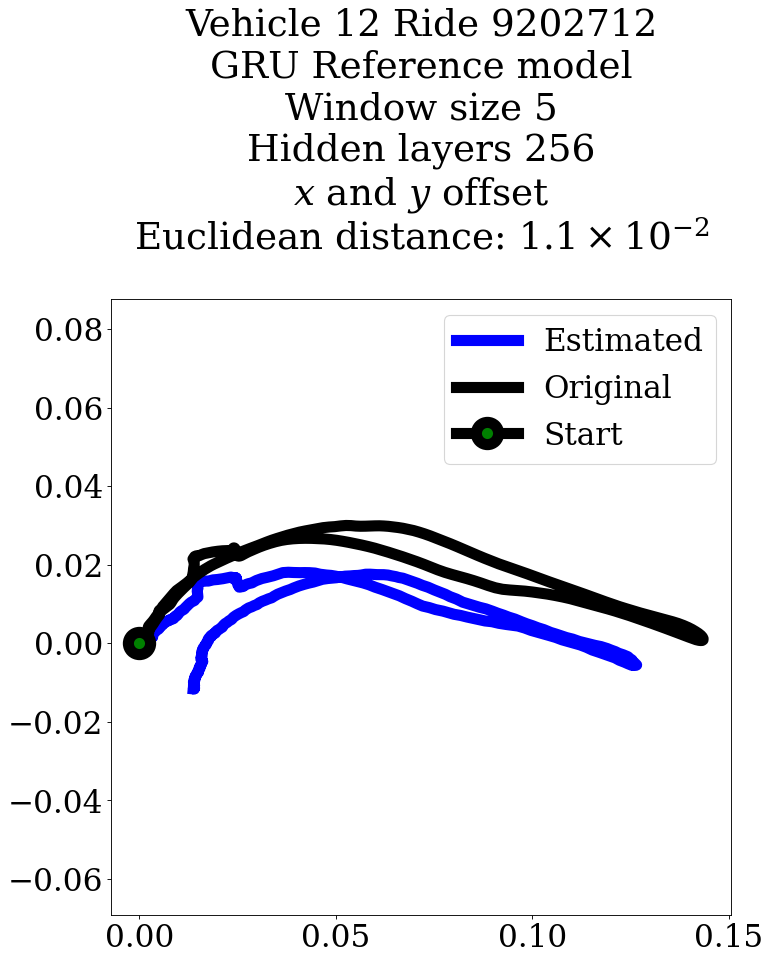 Vehicle 12 Ride 9202712
GRU Reference model
Window size 5
Hidden layers 256
x and y offset
Euclidean distance: 1.1 × 10⁻²
Estimated
Original
Start
0.08
0.06
0.04
0.02
0.00
−0.02
−0.04
−0.06
0.00 0.05 0.10 0.15